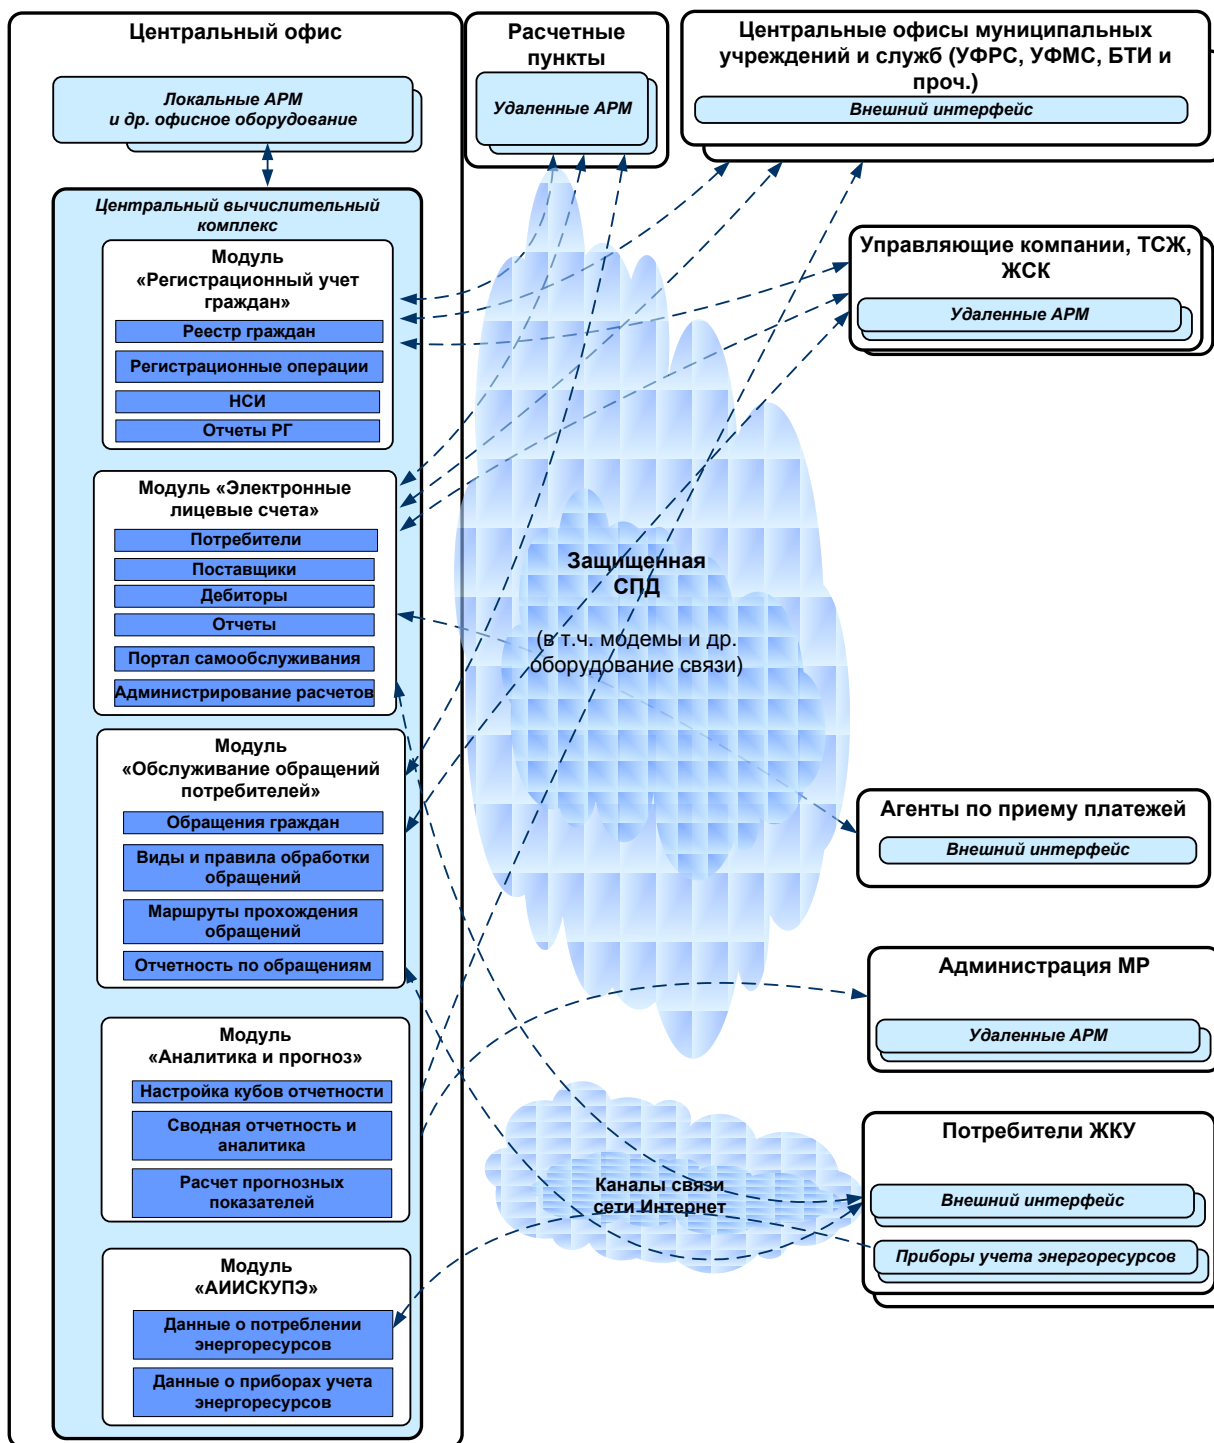 Центральный офис
Локальные АРМ
и др. офисное оборудование
Центральный вычислительный
комплекс
Модуль
«Регистрационный учет
граждан»
Реестр граждан
Регистрационные операции
НСИ
Отчеты РГ
Модуль «Электронные
лицевые счета»
Потребители
Поставщики
Дебиторы
Отчеты
Портал самообслуживания
Администрирование расчетов
Модуль
«Обслуживание обращений
потребителей»
Обращения граждан
Виды и правила обработки
обращений
Маршруты прохождения
обращений
Отчетность по обращениям
Модуль
«Аналитика и прогноз»
Настройка кубов отчетности
Сводная отчетность и
аналитика
Расчет прогнозных
показателей
Модуль
«АИИСКУПЭ»
Данные о потреблении
энергоресурсов
Данные о приборах учета
энергоресурсов
Расчетные
пункты
Удаленные АРМ
Центральные офисы муниципальных
учреждений и служб (УФРС, УФМС, БТИ и
проч.)
Внешний интерфейс
Управляющие компании, ТСЖ,
ЖСК
Удаленные АРМ
Защищенная
СПД
(в т.ч. модемы и др.
оборудование связи)
Агенты по приему платежей
Внешний интерфейс
Администрация МР
Удаленные АРМ
Каналы связи
сети Интернет
Потребители ЖКУ
Внешний интерфейс
Приборы учета энергоресурсов